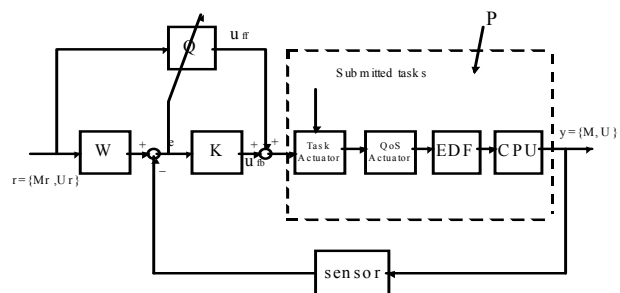 P
Q
u ff
Submitted tasks
W
+
e
−
K
+
+
u fb
Task Actuator
QoS Actuator
EDF
CPU
y={M,U}
r={Mr,Ur}
sensor